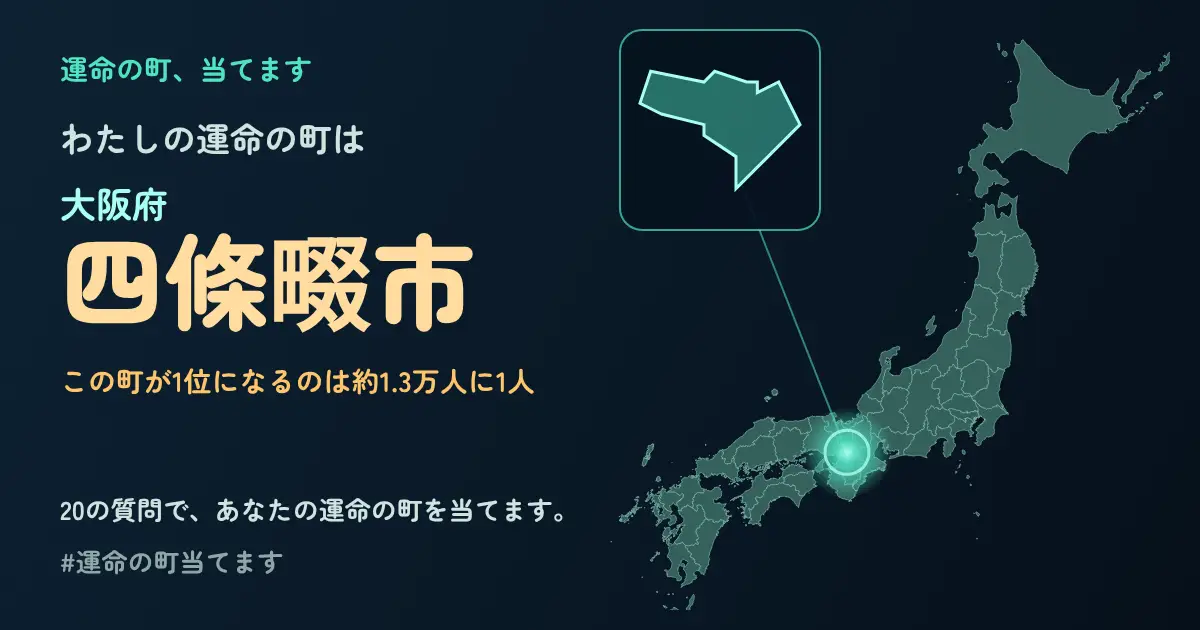 運命の町、当てます
わたしの運命の町は
大阪府
四條畷市
この町が1位になるのは約1.3万人に1人
20の質問で、あなたの運命の町を当てます。
#運命の町当てます